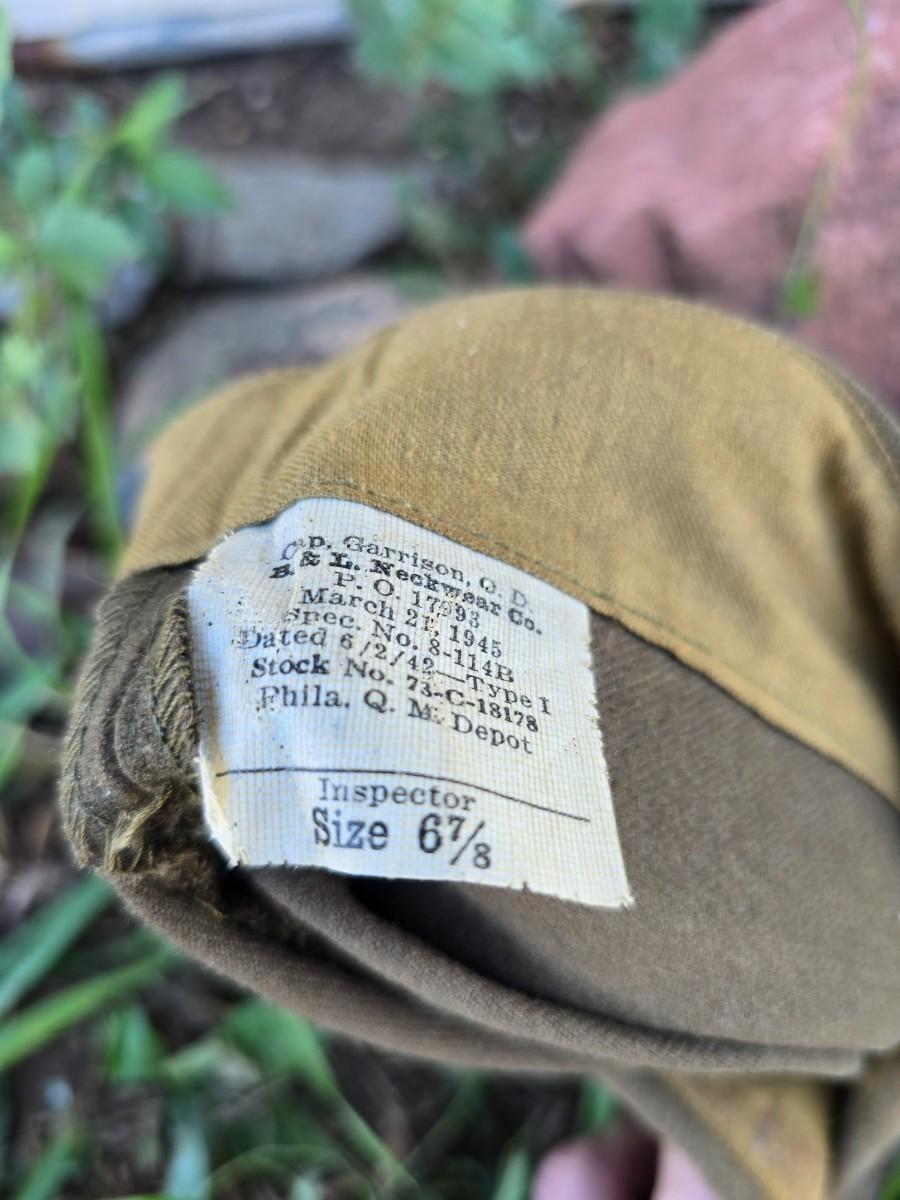 Cap. Garrison, O. D.
B. & L. Neckwear Co.
P. O. 17993
March 21, 1945
Spec. No. 8-114B
Dated 6/2/42—Type I
Stock No. 73-C-18178
Phila. Q. M. Depot
Inspector
Size 6⅞